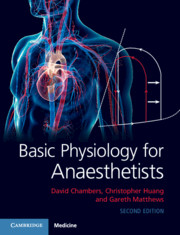 Basic Physiology for
Anaesthetists
David Chambers, Christopher Huang
and Gareth Matthews
SECOND EDITION
CAMBRIDGE
Medicine